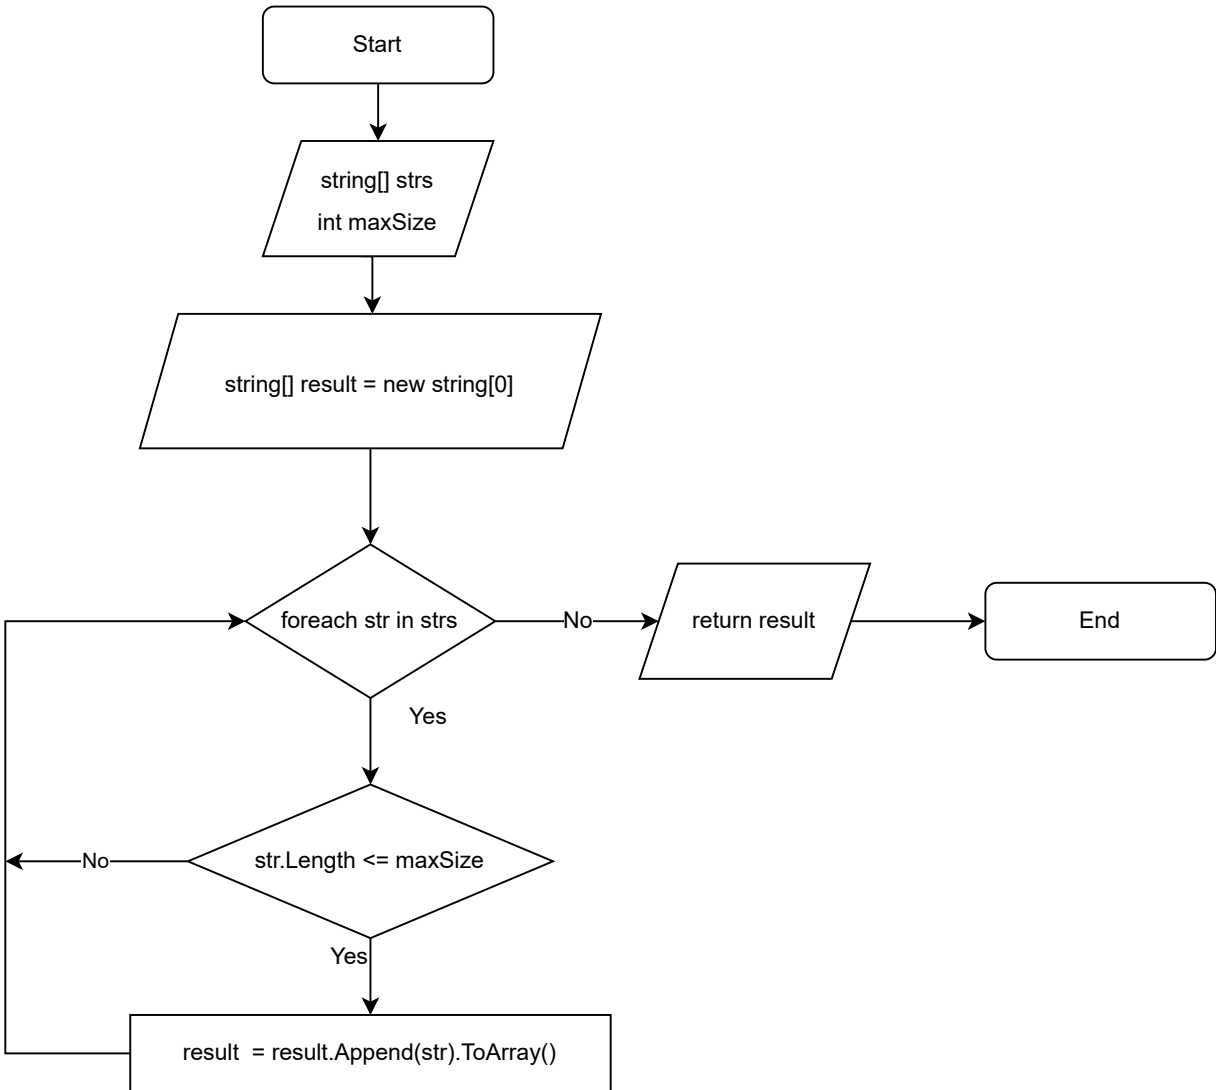 Start
string[] strs
int maxSize
string[] result = new string[0]
foreach str in strs
No
return result
End
Yes
str.Length <= maxSize
No
Yes
result  = result.Append(str).ToArray()